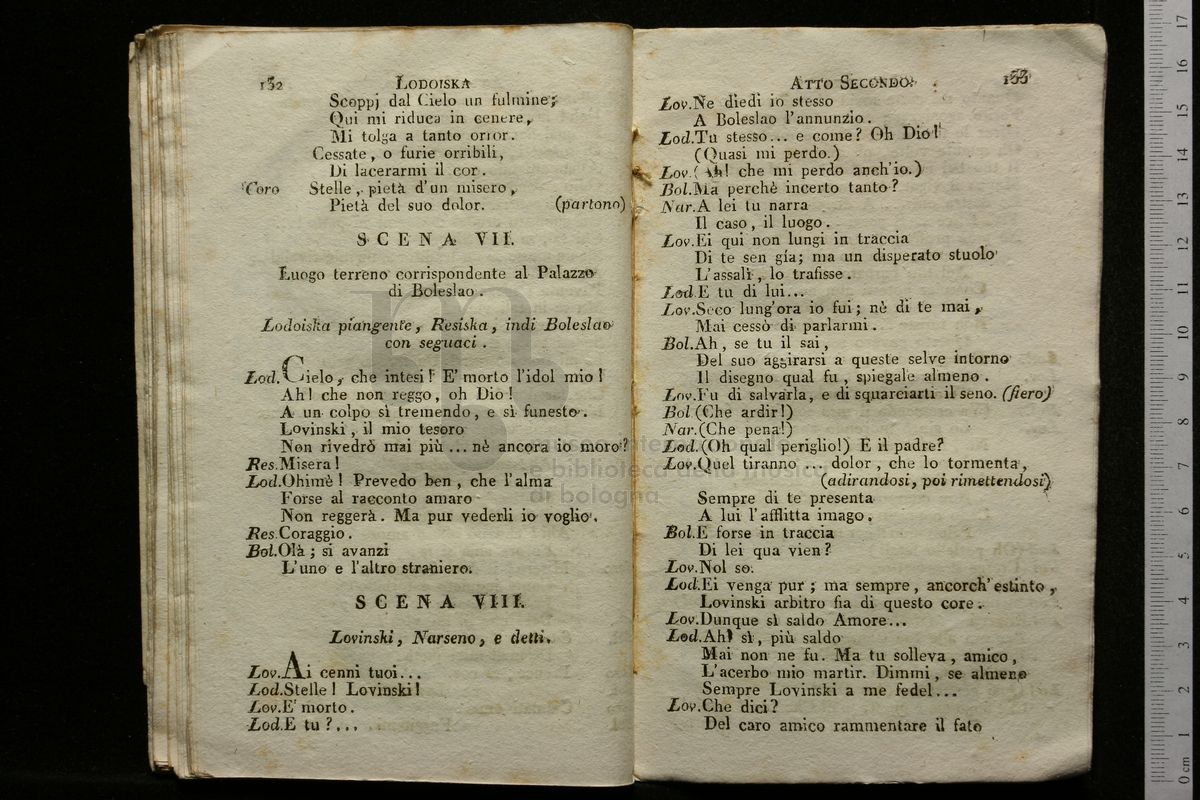 132 LODOISKA
Scoppj dal Cielo un fulmine;
Qui mi riduca in cenere,
Mi tolga a tanto orror.
Cessate, o furie orribili,
Di lacerarmi il cor.
Coro Stelle, pietà d'un misero,
Pietà del suo dolor. (partono)
SCENA VII.
Luogo terreno corrispondente al Palazzo
di Boleslao.
Lodoiska piangente, Resiska, indi Boleslao
con seguaci.
Lod. Cielo, che intesi! E' morto l'idol mio!
Ah! che non reggo, oh Dio!
A un colpo sì tremendo, e sì funesto.
Lovinski, il mio tesoro
Non rivedrò mai più ... nè ancora io moro?
Res. Misera!
Lod. Ohimè! Prevedo ben, che l'alma
Forse al racconto amaro
Non reggerà. Ma pur vederli io voglio.
Res. Coraggio.
Bol. Olà; si avanzi
L'uno e l'altro straniero.
SCENA VIII.
Lovinski, Narseno, e detti.
Lov. Ai cenni tuoi...
Lod. Stelle! Lovinski!
Lov. E' morto.
Lod. E tu?...
ATTO SECONDO. 133
Lov. Ne diedi io stesso
A Boleslao l'annunzio.
Lod. Tu stesso... e come? Oh Dio!
(Quasi mi perdo.)
Lov. (Ah! che mi perdo anch'io.)
Bol. Ma perchè incerto tanto?
Nar. A lei tu narra
Il caso, il luogo.
Lov. Ei qui non lungi in traccia
Di te sen gía; ma un disperato stuolo
L'assalì, lo trafisse.
Lod. E tu di lui...
Lov. Seco lung'ora io fui; nè di te mai,
Mai cessò di parlarmi.
Bol. Ah, se tu il sai,
Del suo aggirarsi a queste selve intorno
Il disegno qual fu, spiegale almeno.
Lov. Fu di salvarla, e di squarciarti il seno. (fiero)
Bol. (Che ardir!)
Nar. (Che pena!)
Lod. (Oh qual periglio!) E il padre?
Lov. Quel tiranno ... dolor, che lo tormenta,
(adirandosi, poi rimettendosi)
Sempre di te presenta
A lui l'afflitta imago.
Bol. E forse in traccia
Di lei qua vien?
Lov. Nol so.
Lod. Ei venga pur; ma sempre, ancorch'estinto,
Lovinski arbitro fia di questo core.
Lov. Dunque sì saldo Amore...
Lod. Ah! sì, più saldo
Mai non ne fu. Ma tu solleva, amico,
L'acerbo mio martir. Dimmi, se almeno
Sempre Lovinski a me fedel...
Lov. Che dici?
Del caro amico rammentare il fato